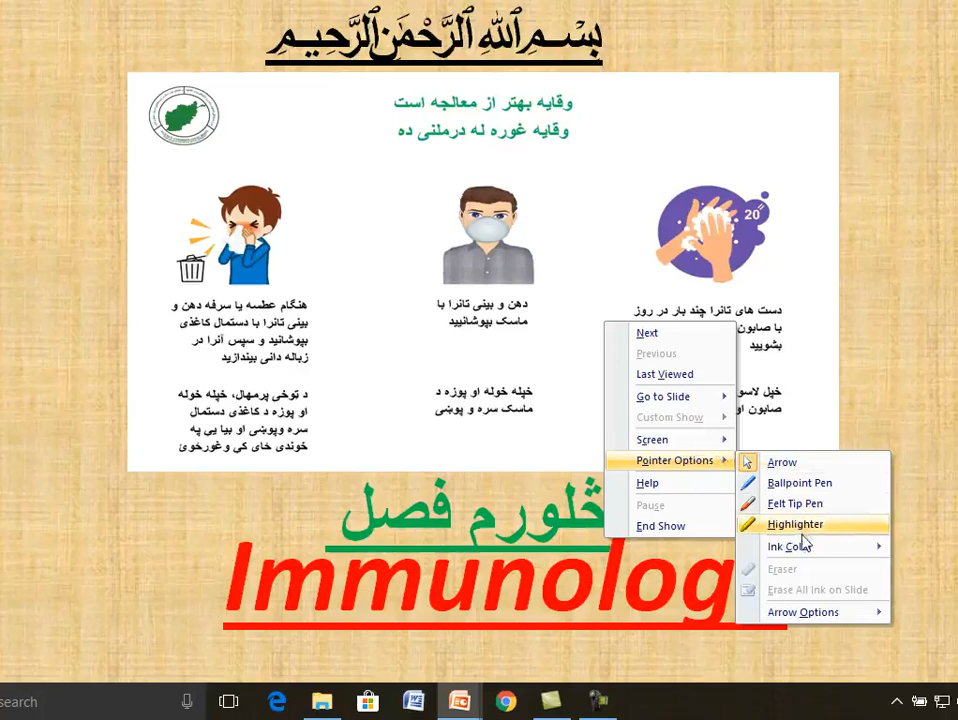 بِسْمِ ٱللَّهِ ٱلرَّحْمَٰنِ ٱلرَّحِيمِ
وقایه بهتر از معالجه است
وقایه غوره له درملنی ده
20"
دست های تانرا چند بار در روز
با صابون
بشویید
خپل لاسو
صابون او
دهن و بینی تانرا با
ماسک بپوشانیید
خپله خوله او پوزه د
ماسک سره و پوښی
هنگام عطسه یا سرفه دهن و
بینی تانرا با دستمال کاغذی
بپوشانید و سپس آنرا در
زباله دانی بیندازید
د توخی پرمهال، خپله خوله
او پوزه د کاغذی دستمال
سره وپوښی او بیا یی په
خوندی ځای کی وغورځوئ
Next
Previous
Last Viewed
Go to Slide
Custom Show
Screen
Pointer Options
Help
Pause
End Show
Arrow
Ballpoint Pen
Felt Tip Pen
Highlighter
Ink Col
Eraser
Erase All Ink on Slide
Arrow Options
څلورم فصل
Immunolog
search